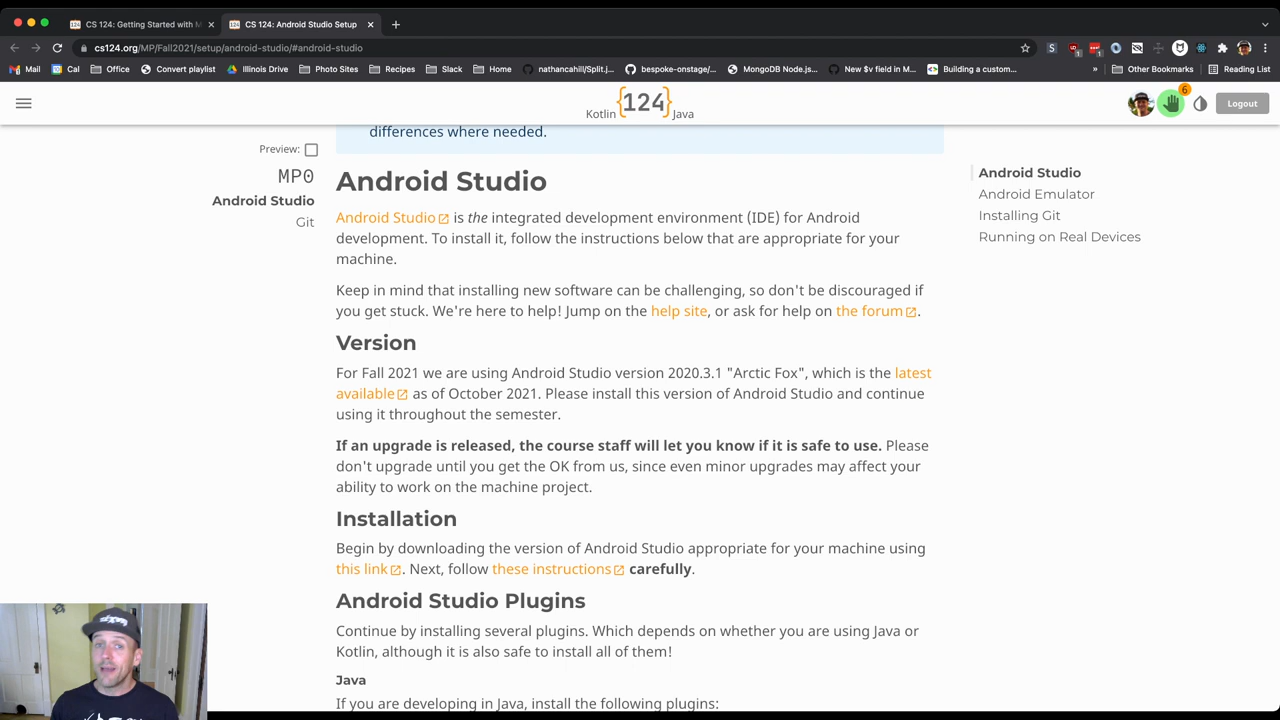 CS 124: Getting Started with M
CS 124: Android Studio Setup
cs124.org/MP/Fall2021/setup/android-studio/#android-studio
Mail
Cal
Office
Convert playlist
Illinois Drive
Photo Sites
Recipes
Slack
Home
nathancahill/Split.j...
bespoke-onstage/...
MongoDB Node.js...
New $v field in M...
Building a custom...
»
Other Bookmarks
Reading List
Kotlin {124} Java
6
Logout
differences where needed.
Preview:
MP0
Android Studio
Git
Android Studio
Android Studio is the integrated development environment (IDE) for Android
development. To install it, follow the instructions below that are appropriate for your
machine.
Keep in mind that installing new software can be challenging, so don't be discouraged if
you get stuck. We're here to help! Jump on the help site, or ask for help on the forum.
Version
For Fall 2021 we are using Android Studio version 2020.3.1 "Arctic Fox", which is the latest
available as of October 2021. Please install this version of Android Studio and continue
using it throughout the semester.
If an upgrade is released, the course staff will let you know if it is safe to use. Please
don't upgrade until you get the OK from us, since even minor upgrades may affect your
ability to work on the machine project.
Installation
Begin by downloading the version of Android Studio appropriate for your machine using
this link. Next, follow these instructions carefully.
Android Studio Plugins
Continue by installing several plugins. Which depends on whether you are using Java or
Kotlin, although it is also safe to install all of them!
Java
If you are developing in Java, install the following plugins:
Android Studio
Android Emulator
Installing Git
Running on Real Devices